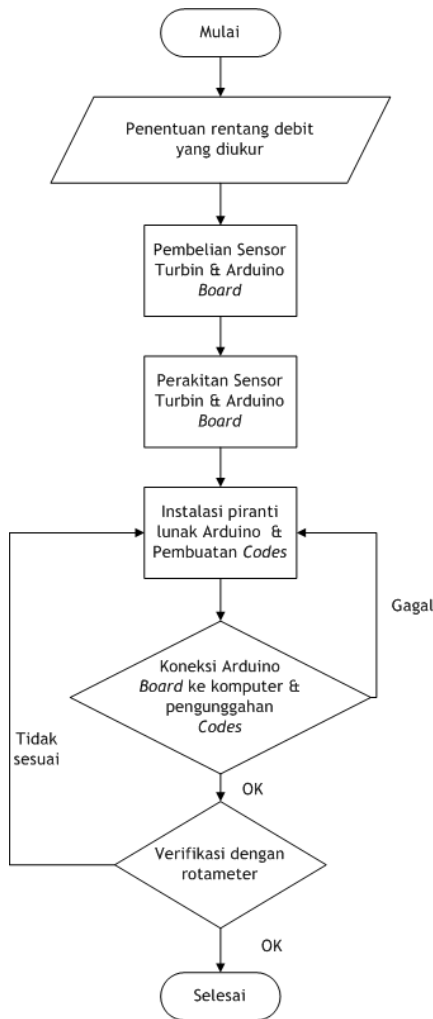 Mulai
Penentuan rentang debit
yang diukur
Pembelian Sensor
Turbin & Arduino
Board
Perakitan Sensor
Turbin & Arduino
Board
Instalasi piranti
lunak Arduino &
Pembuatan Codes
Gagal
Koneksi Arduino
Board ke komputer &
pengunggahan
Codes
Tidak
sesuai
OK
Verifikasi dengan
rotameter
OK
Selesai